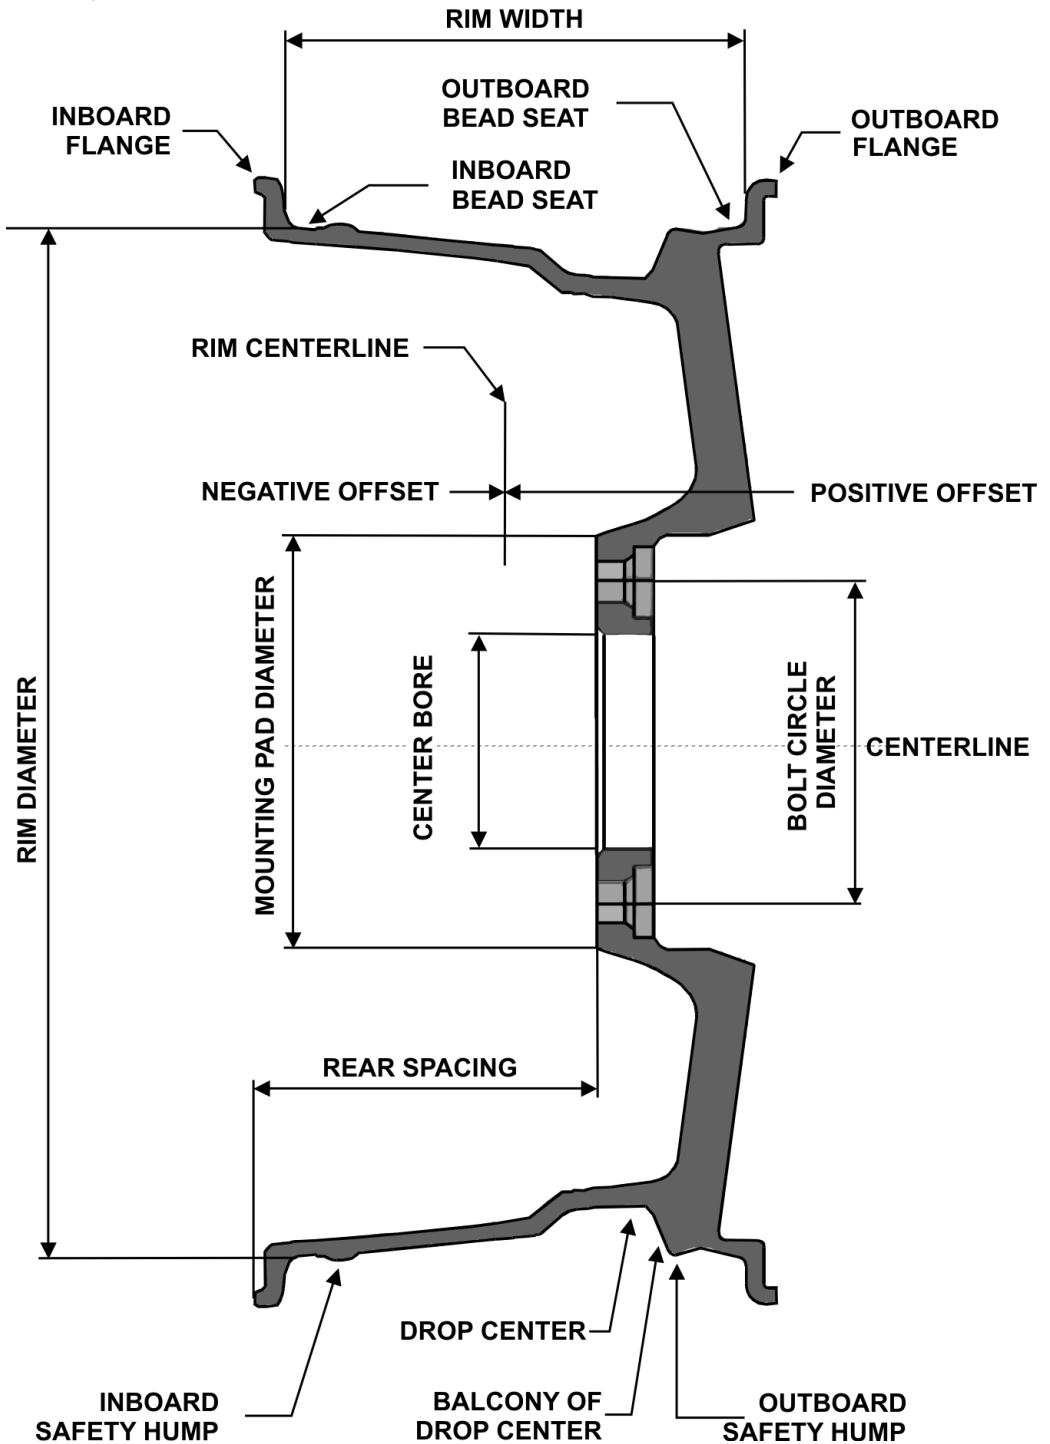 RIM WIDTH
OUTBOARD
BEAD SEAT
INBOARD
FLANGE
OUTBOARD
FLANGE
INBOARD
BEAD SEAT
RIM CENTERLINE
NEGATIVE OFFSET
POSITIVE OFFSET
RIM DIAMETER
MOUNTING PAD DIAMETER
CENTER BORE
BOLT CIRCLE
DIAMETER
CENTERLINE
REAR SPACING
DROP CENTER
INBOARD
SAFETY HUMP
BALCONY OF
DROP CENTER
OUTBOARD
SAFETY HUMP